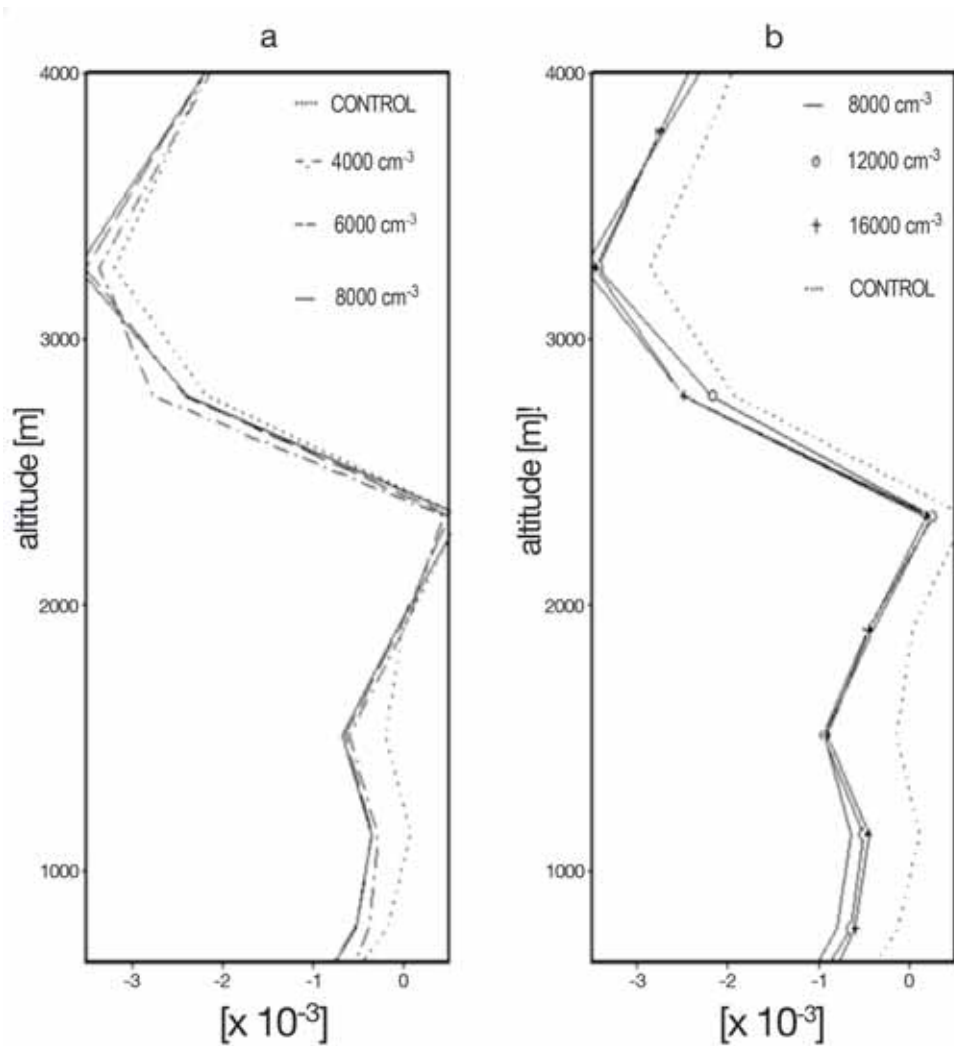 a
4000
3000
2000
1000
altitude [m]
CONTROL
4000 cm-3
6000 cm-3
8000 cm-3
-3 -2 -1 0
[x 10-3]
b
4000
3000
2000
1000
altitude [m]!
8000 cm-3
12000 cm-3
16000 cm-3
CONTROL
-3 -2 -1 0
[x 10-3]